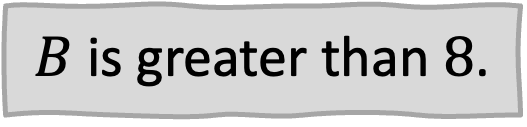 B is greater than 8.